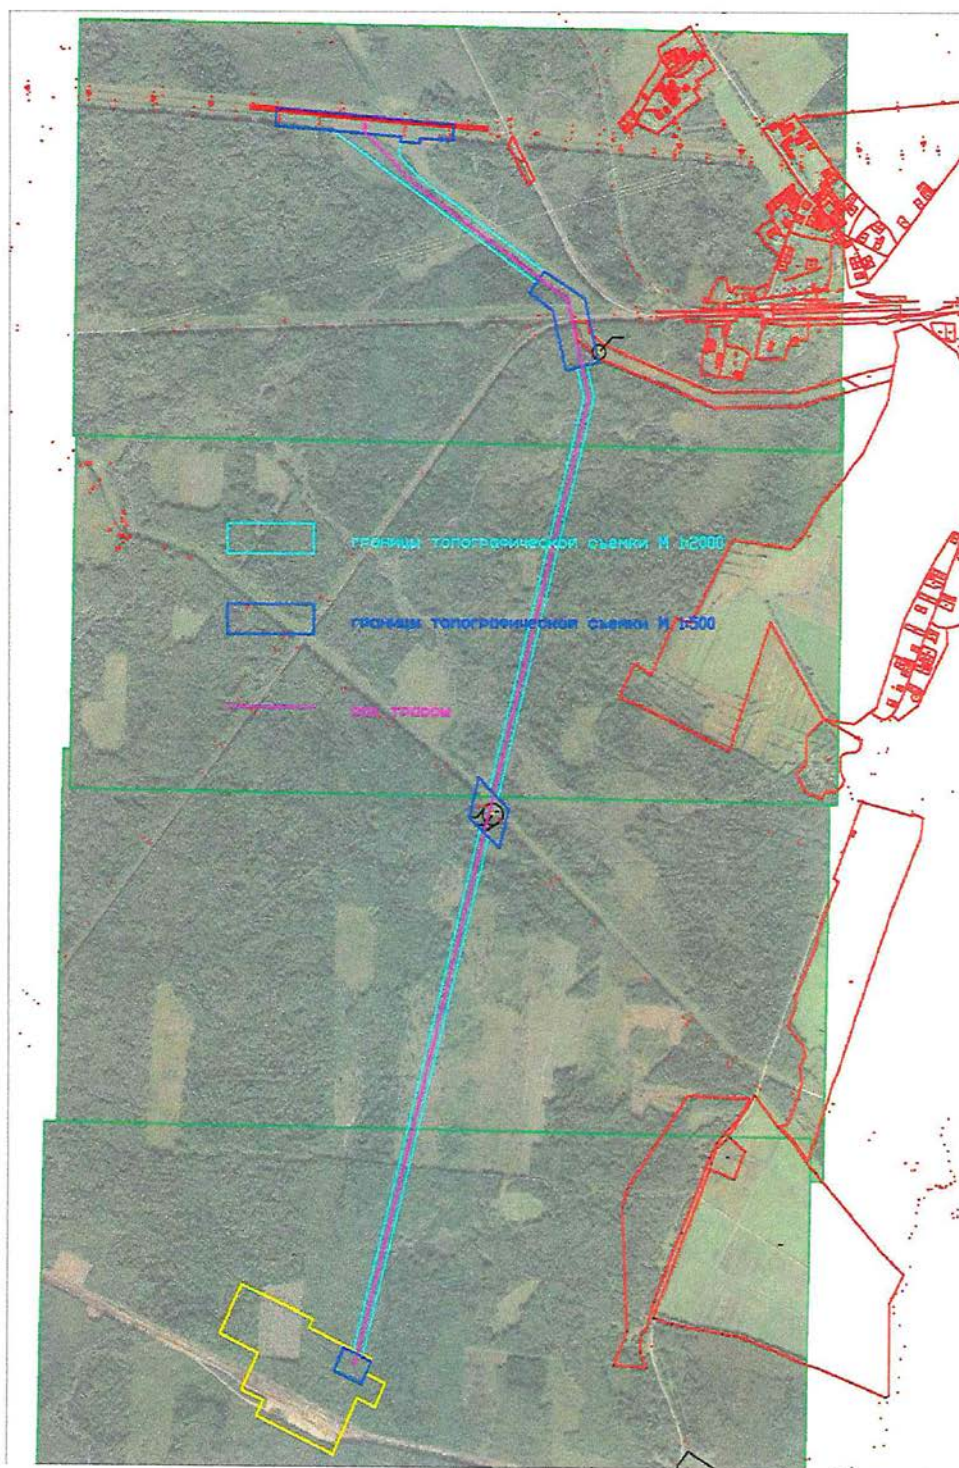 границы топографической съемки М 1:2000
границы топографической съемки М 1:500
ось трассы